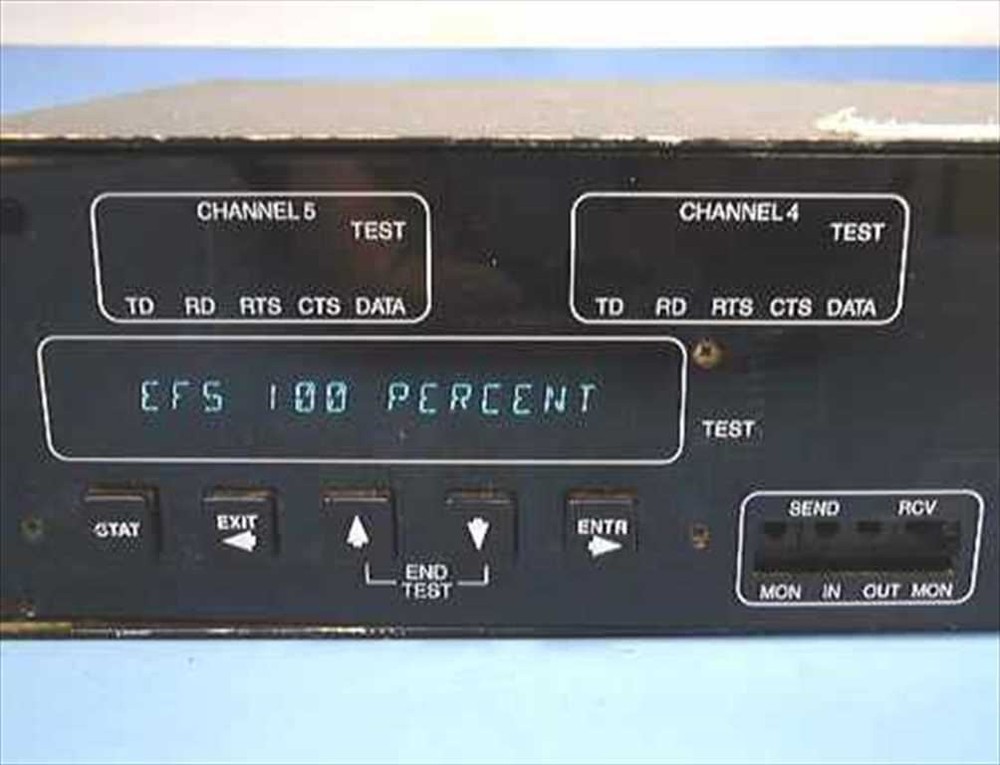 CHANNEL 5
TEST
TD RD RTS CTS DATA
CHANNEL 4
TEST
TD RD RTS CTS DATA
EFS 100 PERCENT
TEST
STAT
EXIT
ENTR
END
TEST
SEND RCV
MON IN OUT MON